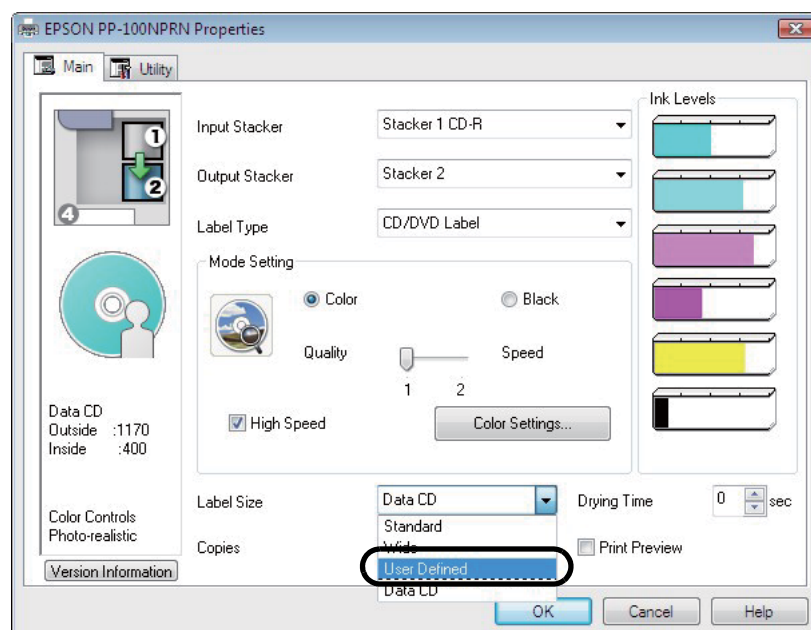 EPSON PP-100NPRN Properties
Main
Utility
1
2
4
Data CD
Outside :1170
Inside :400
Color Controls
Photo-realistic
Version Information
Input Stacker
Stacker 1 CD-R
Output Stacker
Stacker 2
Label Type
CD/DVD Label
Mode Setting
Color
Black
Quality
Speed
1 2
High Speed
Color Settings...
Label Size
Data CD
Drying Time
0
sec
Standard
Wide
User Defined
Data CD
Copies
Print Preview
Ink Levels
OK
Cancel
Help